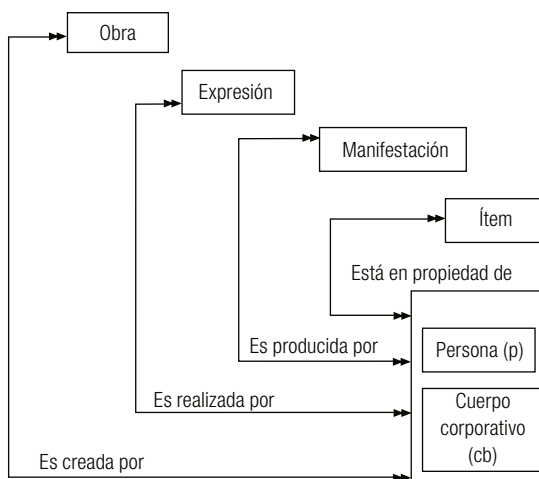 Obra
Expresión
Manifestación
Ítem
Está en propiedad de
Es producida por
Persona (p)
Es realizada por
Cuerpo
corporativo
(cb)
Es creada por